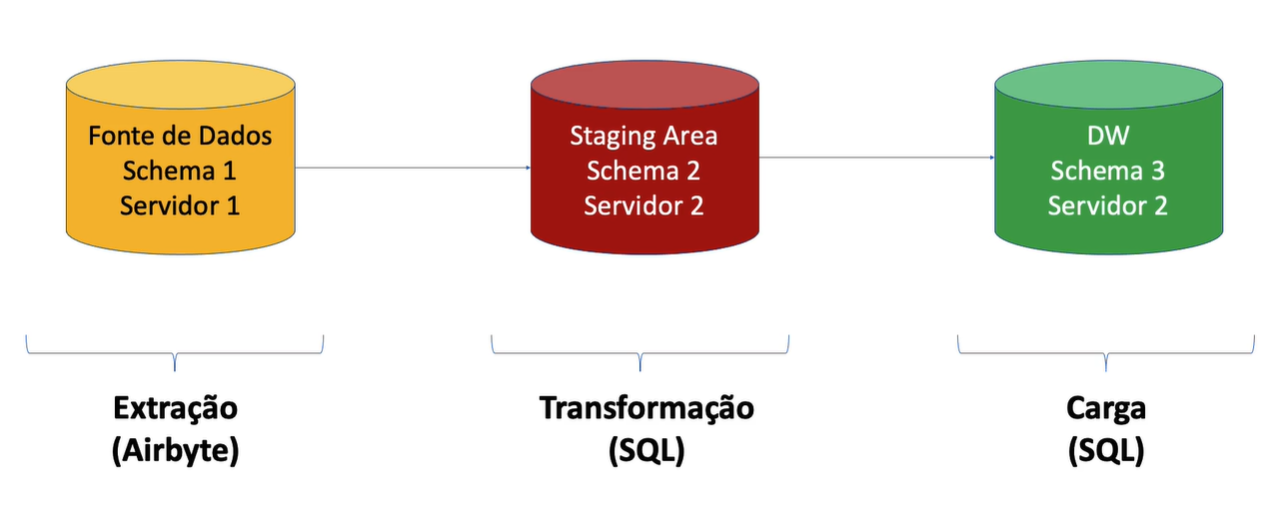 Fonte de Dados
Schema 1
Servidor 1
Staging Area
Schema 2
Servidor 2
DW
Schema 3
Servidor 2
Extração
(Airbyte)
Transformação
(SQL)
Carga
(SQL)